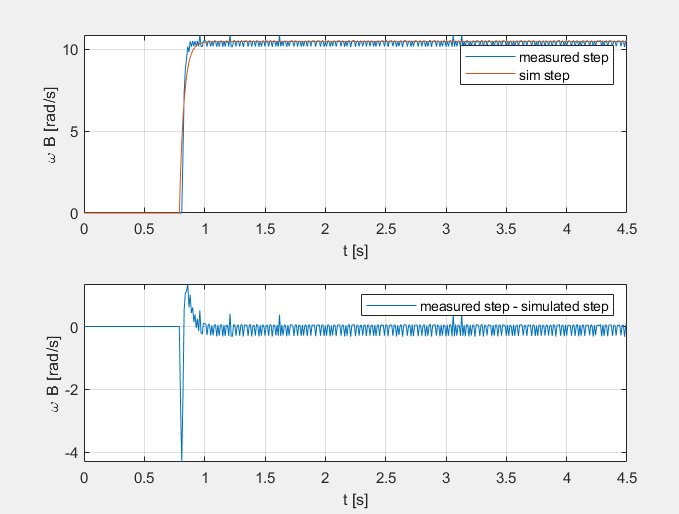 10
5
0
ω B [rad/s]
measured step
sim step
0 0.5 1 1.5 2 2.5 3 3.5 4 4.5
t [s]
0
-2
-4
ω B [rad/s]
measured step - simulated step
0 0.5 1 1.5 2 2.5 3 3.5 4 4.5
t [s]